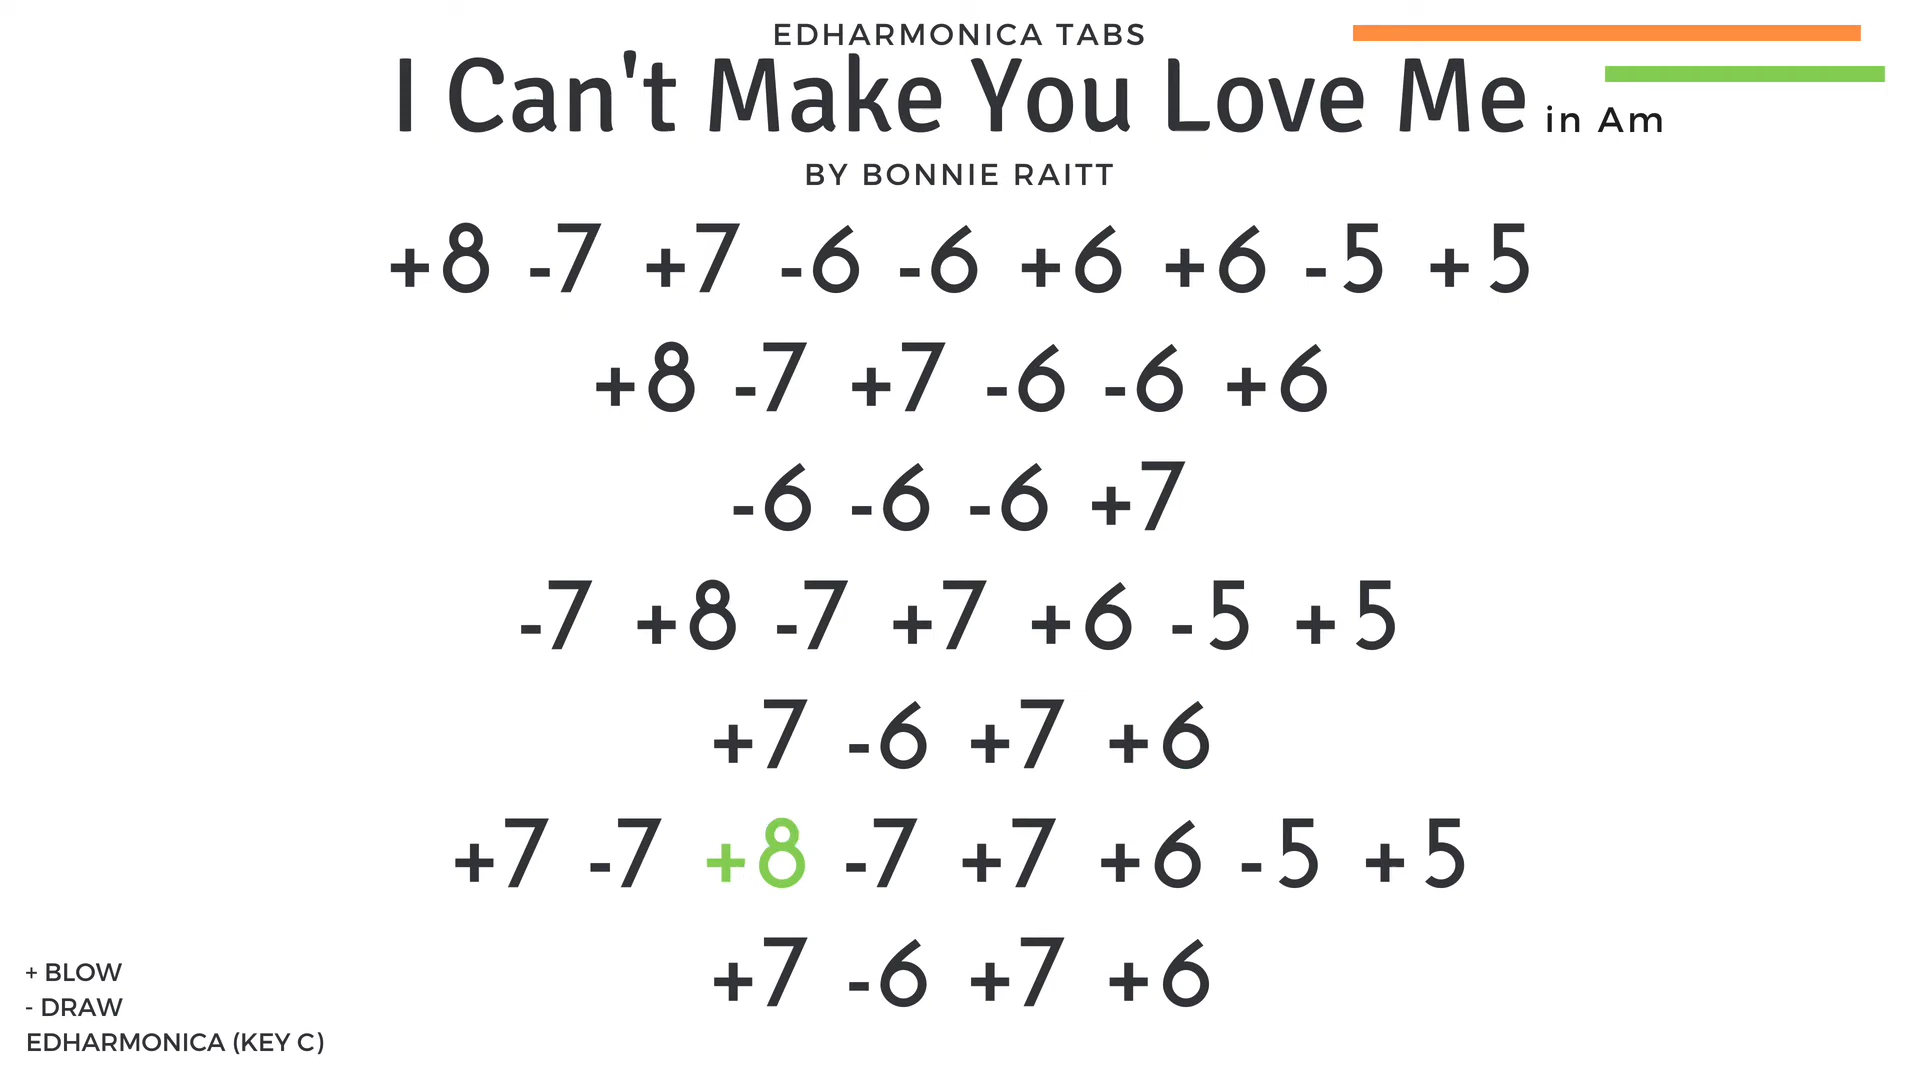 EDHARMONICA TABS
I Can't Make You Love Me in Am
BY BONNIE RAITT
+8 -7 +7 -6 -6 +6 +6 -5 +5
+8 -7 +7 -6 -6 +6
-6 -6 -6 +7
-7 +8 -7 +7 +6 -5 +5
+7 -6 +7 +6
+7 -7 +8 -7 +7 +6 -5 +5
+7 -6 +7 +6
+ BLOW
- DRAW
EDHARMONICA (KEY C)